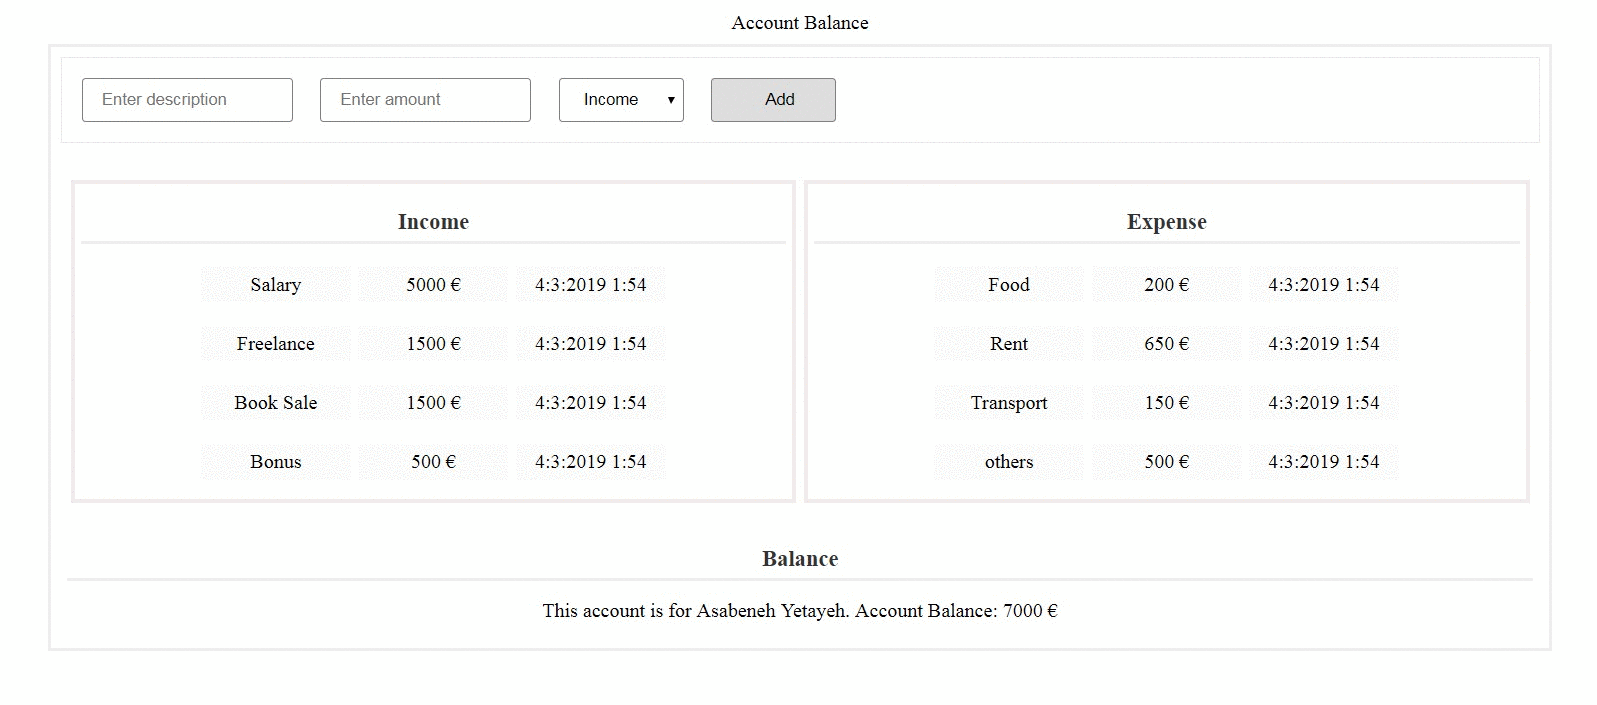 Account Balance
Enter description Enter amount Income Add
Income
Salary 5000 € 4:3:2019 1:54
Freelance 1500 € 4:3:2019 1:54
Book Sale 1500 € 4:3:2019 1:54
Bonus 500 € 4:3:2019 1:54
Expense
Food 200 € 4:3:2019 1:54
Rent 650 € 4:3:2019 1:54
Transport 150 € 4:3:2019 1:54
others 500 € 4:3:2019 1:54
Balance
This account is for Asabeneh Yetayeh. Account Balance: 7000 €